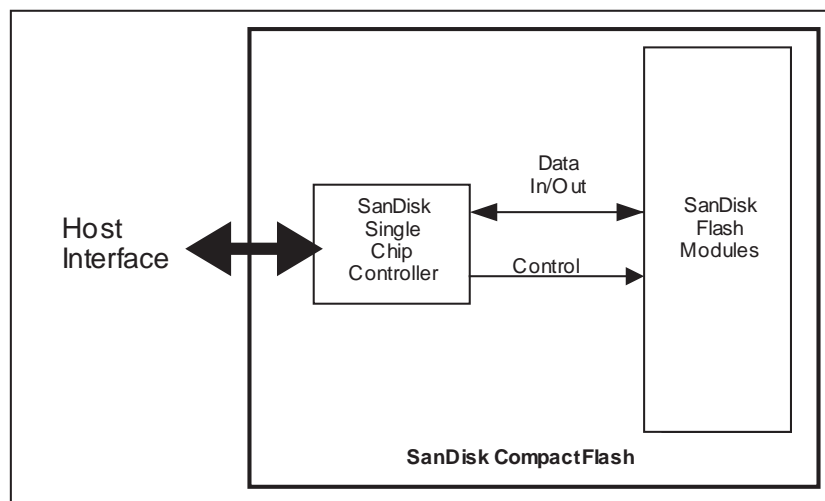 Host
Interface
SanDisk
Single
Chip
Controller
Data
In/Out
Control
SanDisk
Flash
Modules
SanDisk CompactFlash